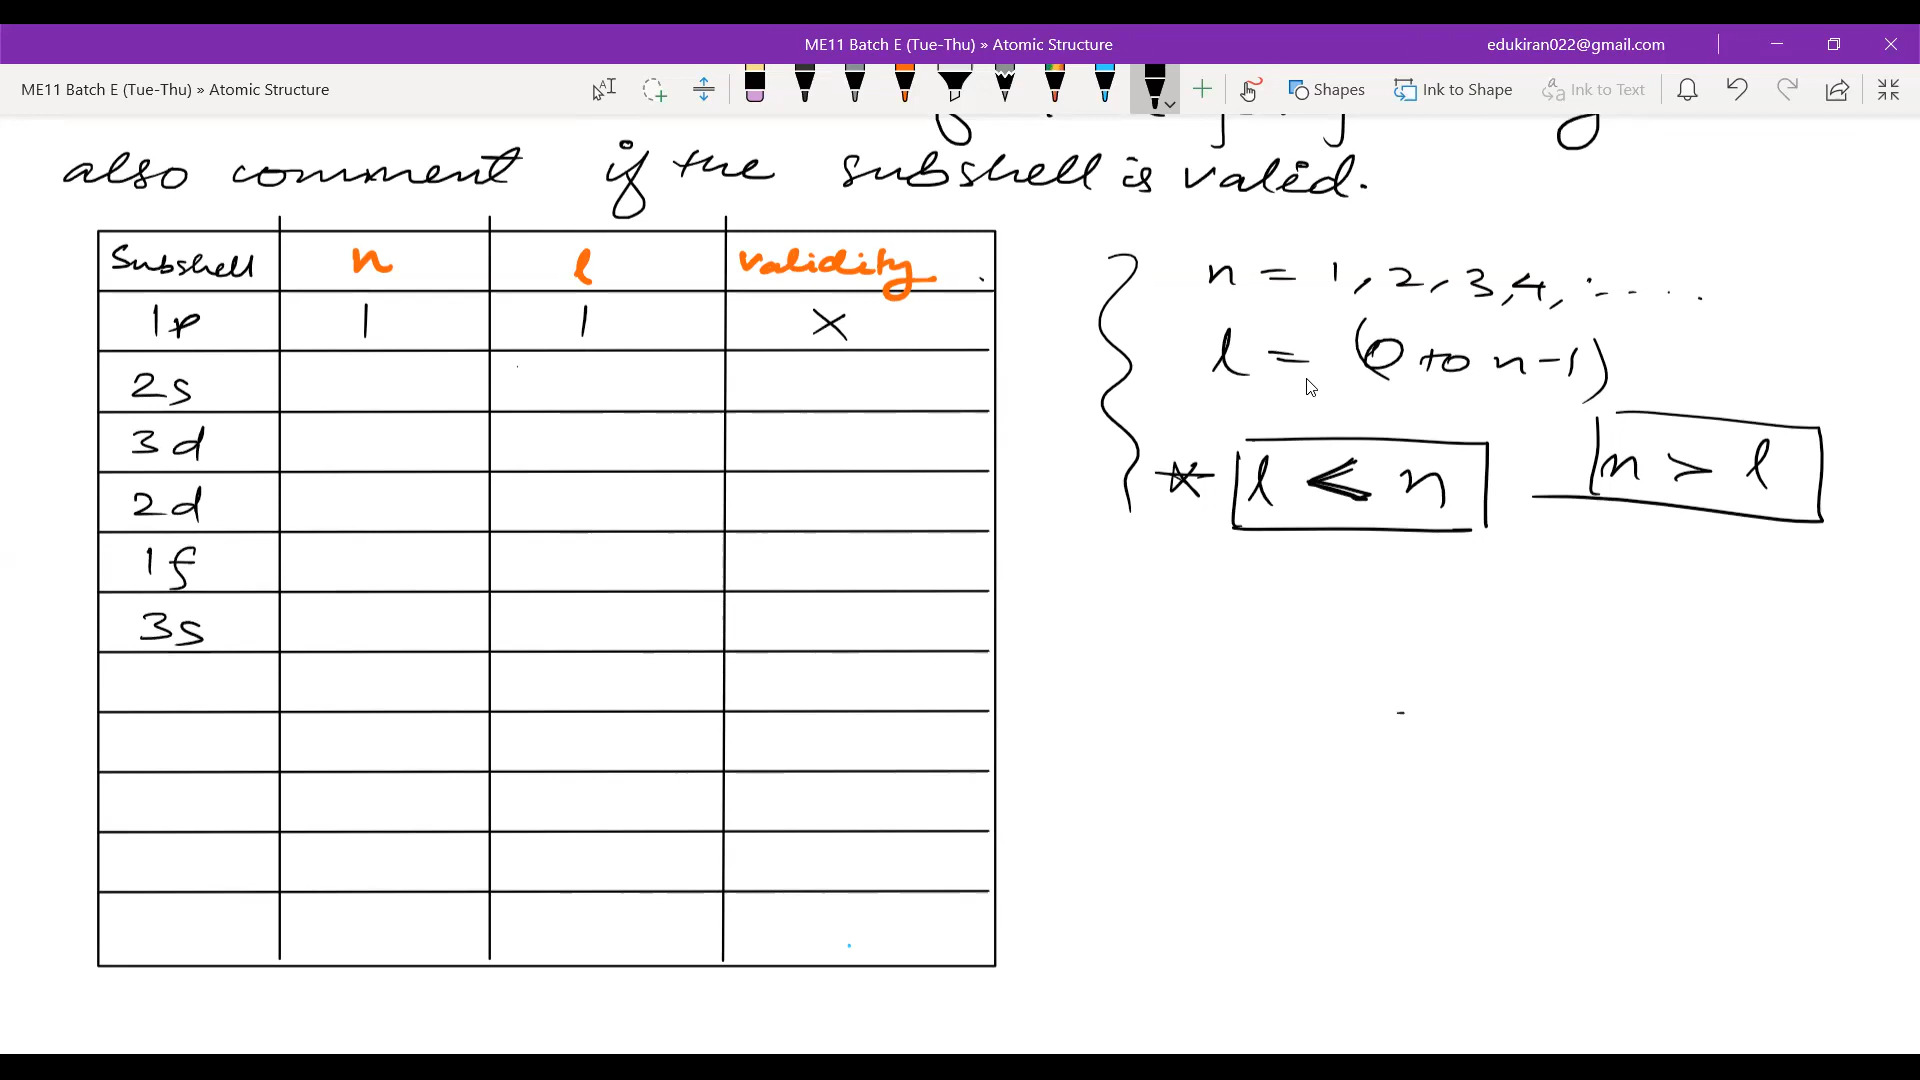 ME11 Batch E (Tue-Thu) » Atomic Structure
edukiran022@gmail.com
ME11 Batch E (Tue-Thu) » Atomic Structure
Shapes
Ink to Shape
Ink to Text
also comment if the subshell is valid.
Subshell n l validity
1p 1 1 X
2s
3d
2d
1f
3s
n = 1, 2, 3, 4, .....
l = (0 to n-1)
* l < n
n > l